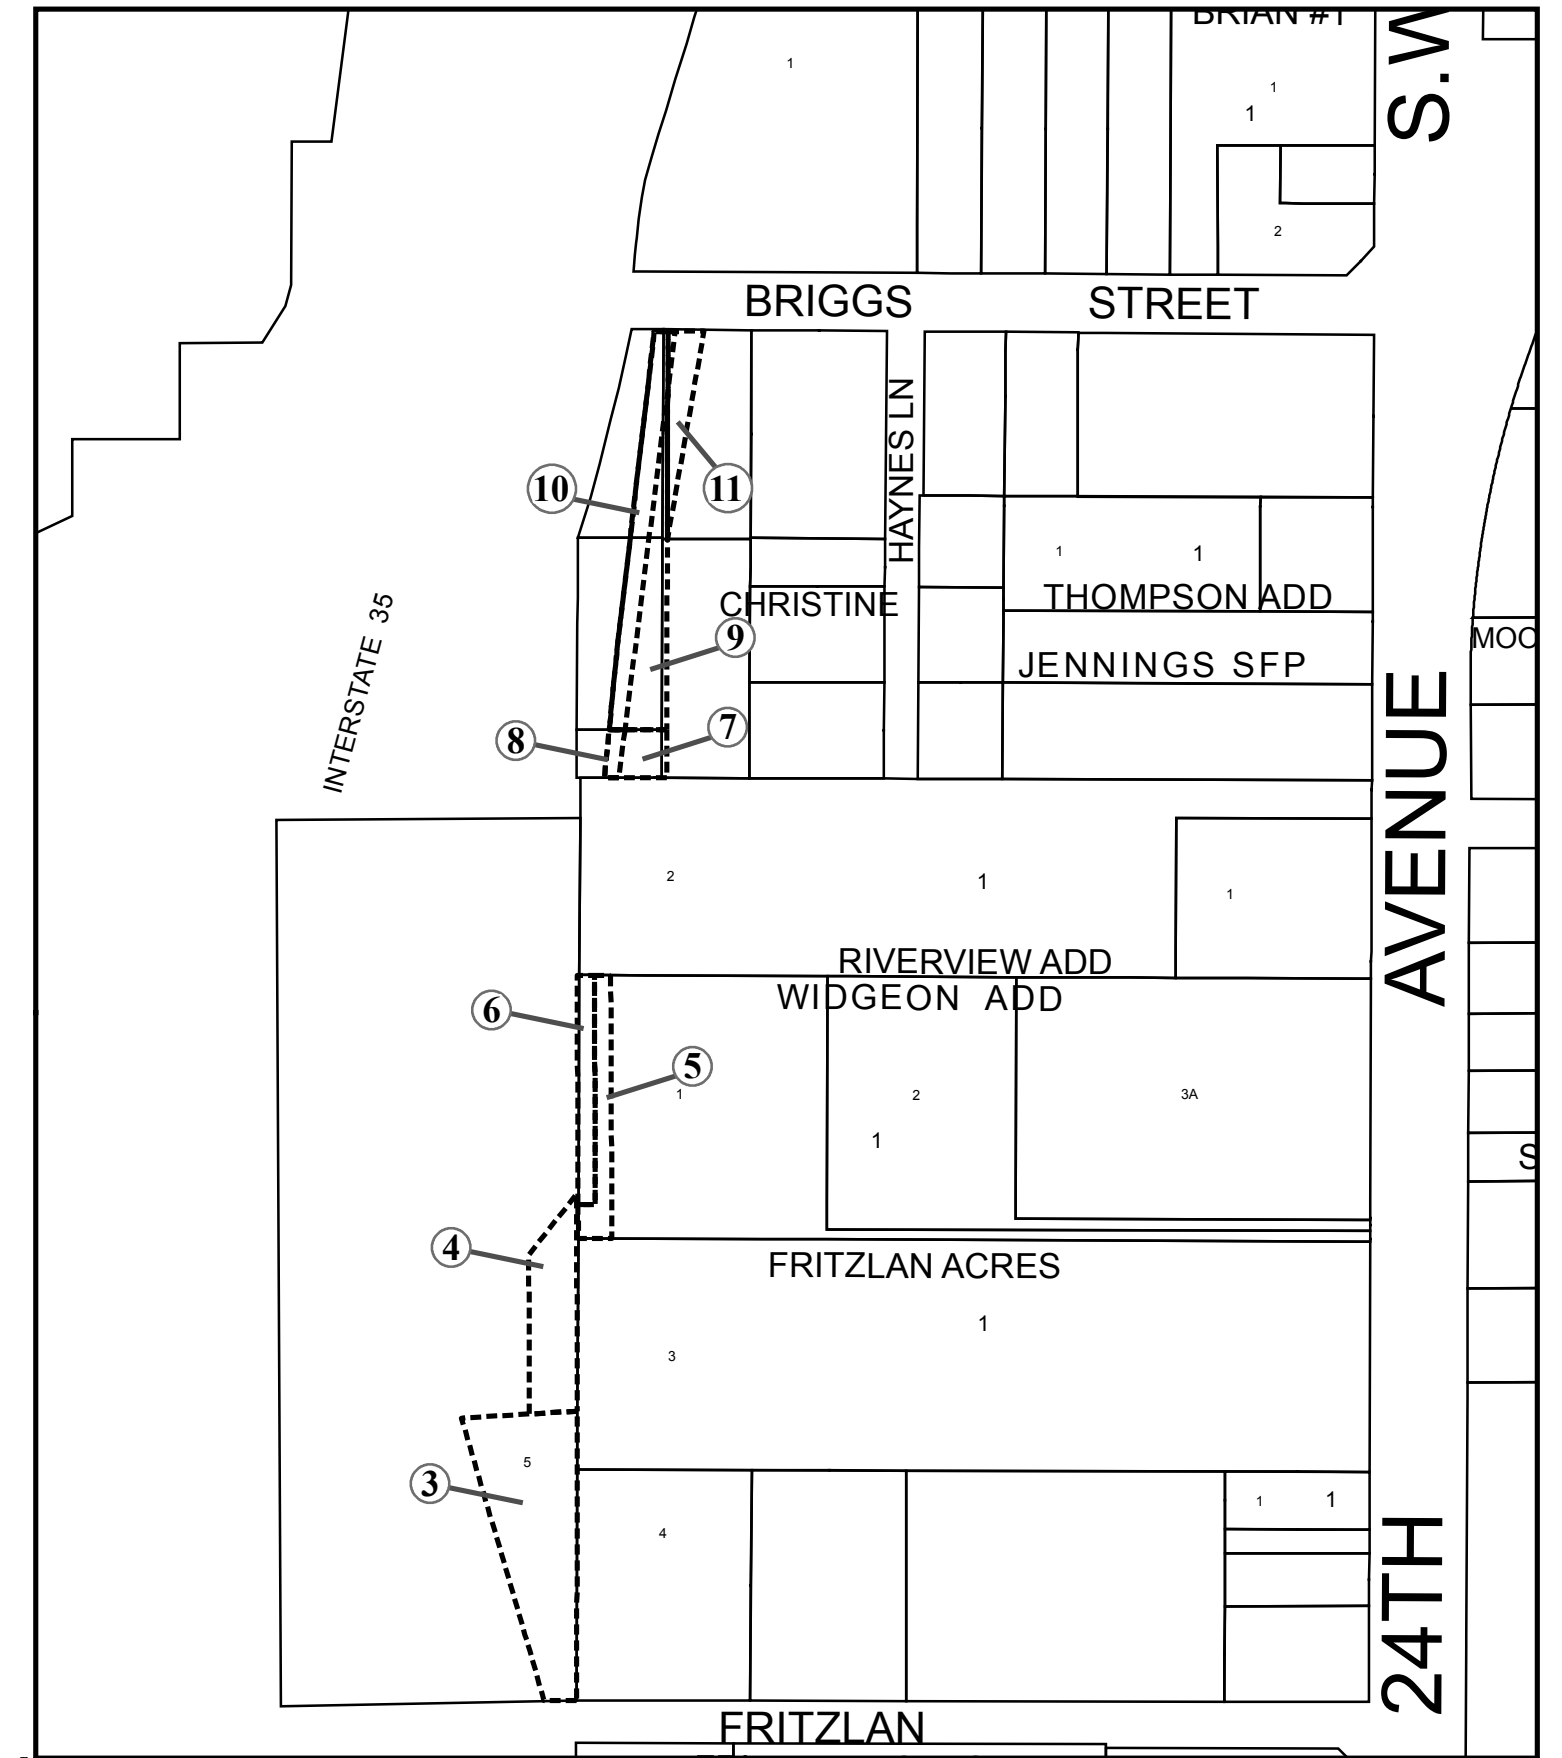 BRIAN #1
S.W
1
1
1
2
BRIGGS STREET
HAYNES LN
10
11
1
1
CHRISTINE
THOMPSON ADD
9
MOO
JENNINGS SFP
INTERSTATE 35
8
7
AVENUE
2
1
1
RIVERVIEW ADD
WIDGEON ADD
6
5
1
2
3A
1
S
4
FRITZLAN ACRES
1
3
5
3
1
1
4
24TH
FRITZLAN